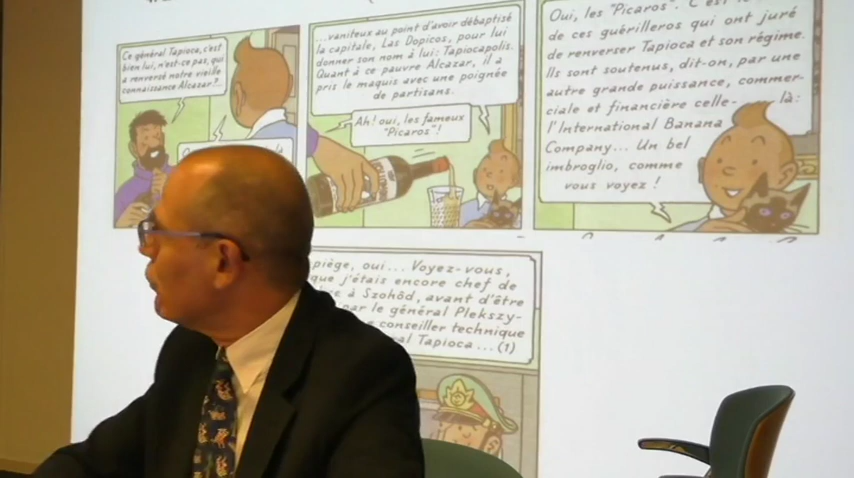 Ce général Tapioca, c'est
bien lui, n'est-ce pas, qui
a renversé notre vieille
connaissance Alcazar?...
...vaniteux au point d'avoir débaptisé
la capitale, Las Dopicos, pour lui
donner son nom à lui: Tapiocapolis.
Quant à ce pauvre Alcazar, il a
pris le maquis avec une poignée
de partisans.
Ah! oui, les fameux
"Picaros"!
Oui, les "Picaros". C'est
de ces guérilleros qui ont juré
de renverser Tapioca et son régime.
Ils sont soutenus, dit-on, par une
autre grande puissance, commer-
ciale et financière celle-là:
l'International Banana
Company... Un bel
imbroglio, comme
vous voyez!
piège, oui... Voyez-vous,
que j'étais encore chef de
à Szohôd, avant d'être
par le général Plekszy-
conseiller technique
Tapioca...(1)